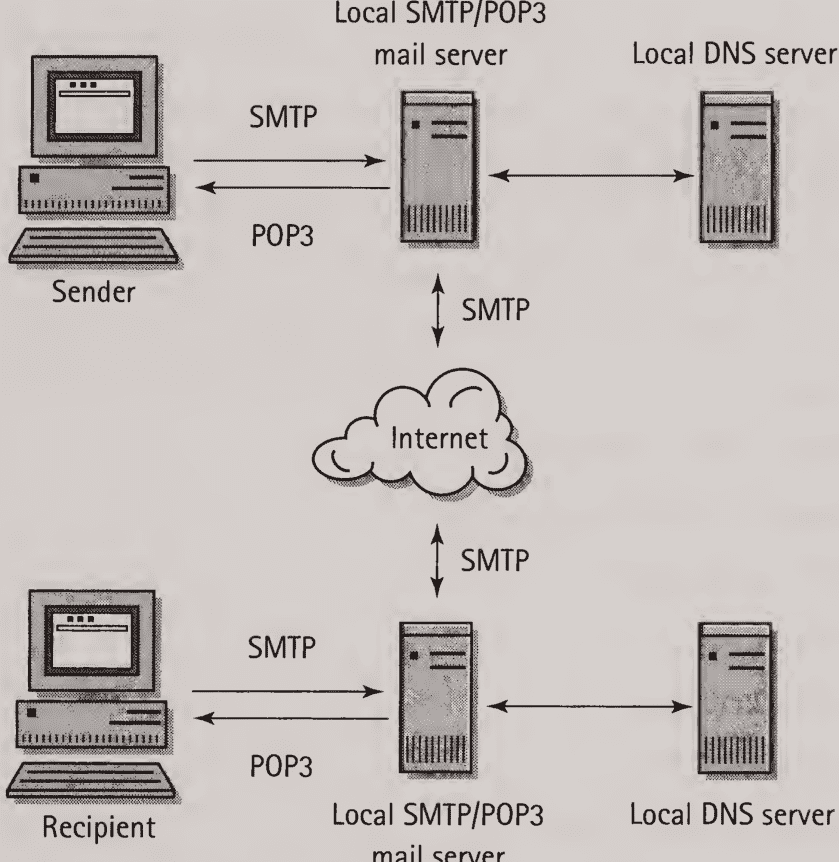 Local SMTP/POP3
mail server
Local DNS server
SMTP
POP3
Sender
SMTP
Internet
SMTP
SMTP
POP3
Recipient
Local SMTP/POP3
mail server
Local DNS server